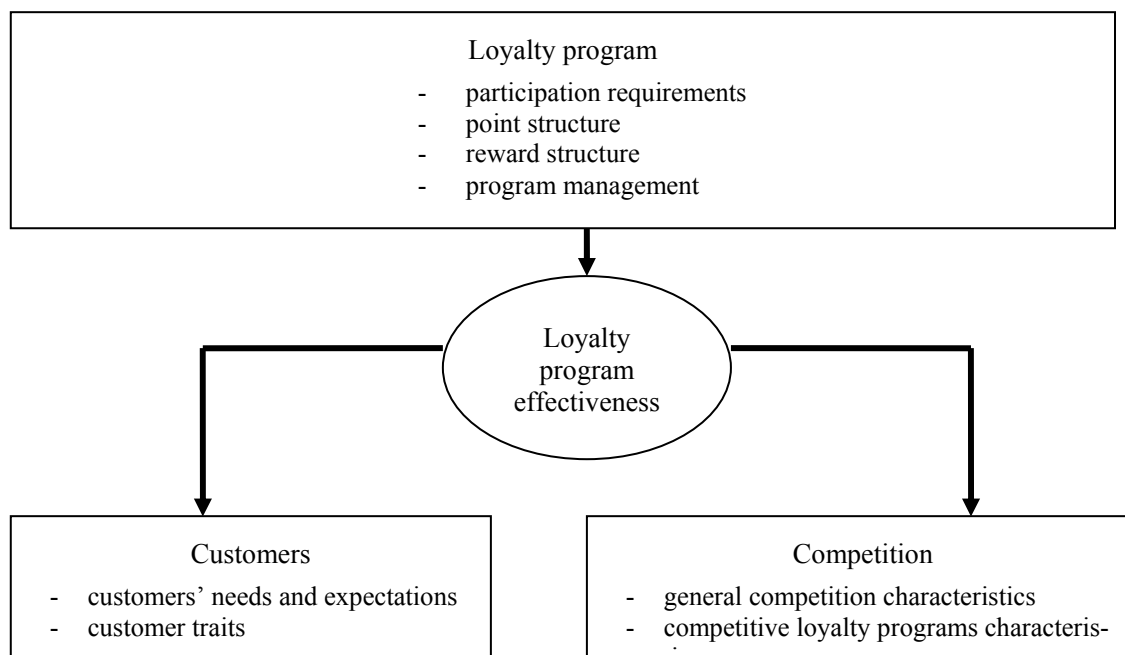 Loyalty program
- participation requirements
- point structure
- reward structure
- program management
Loyalty
program
effectiveness
Customers
- customers’ needs and expectations
- customer traits
Competition
- general competition characteristics
- competitive loyalty programs characteris-